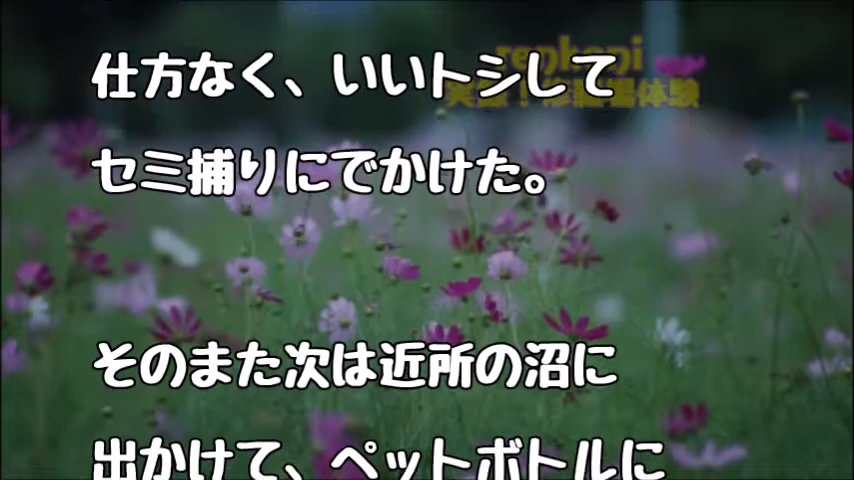 仕方なく、いいトシして
セミ捕りにでかけた。
そのまた次は近所の沼に
出かけて、ペットボトルに